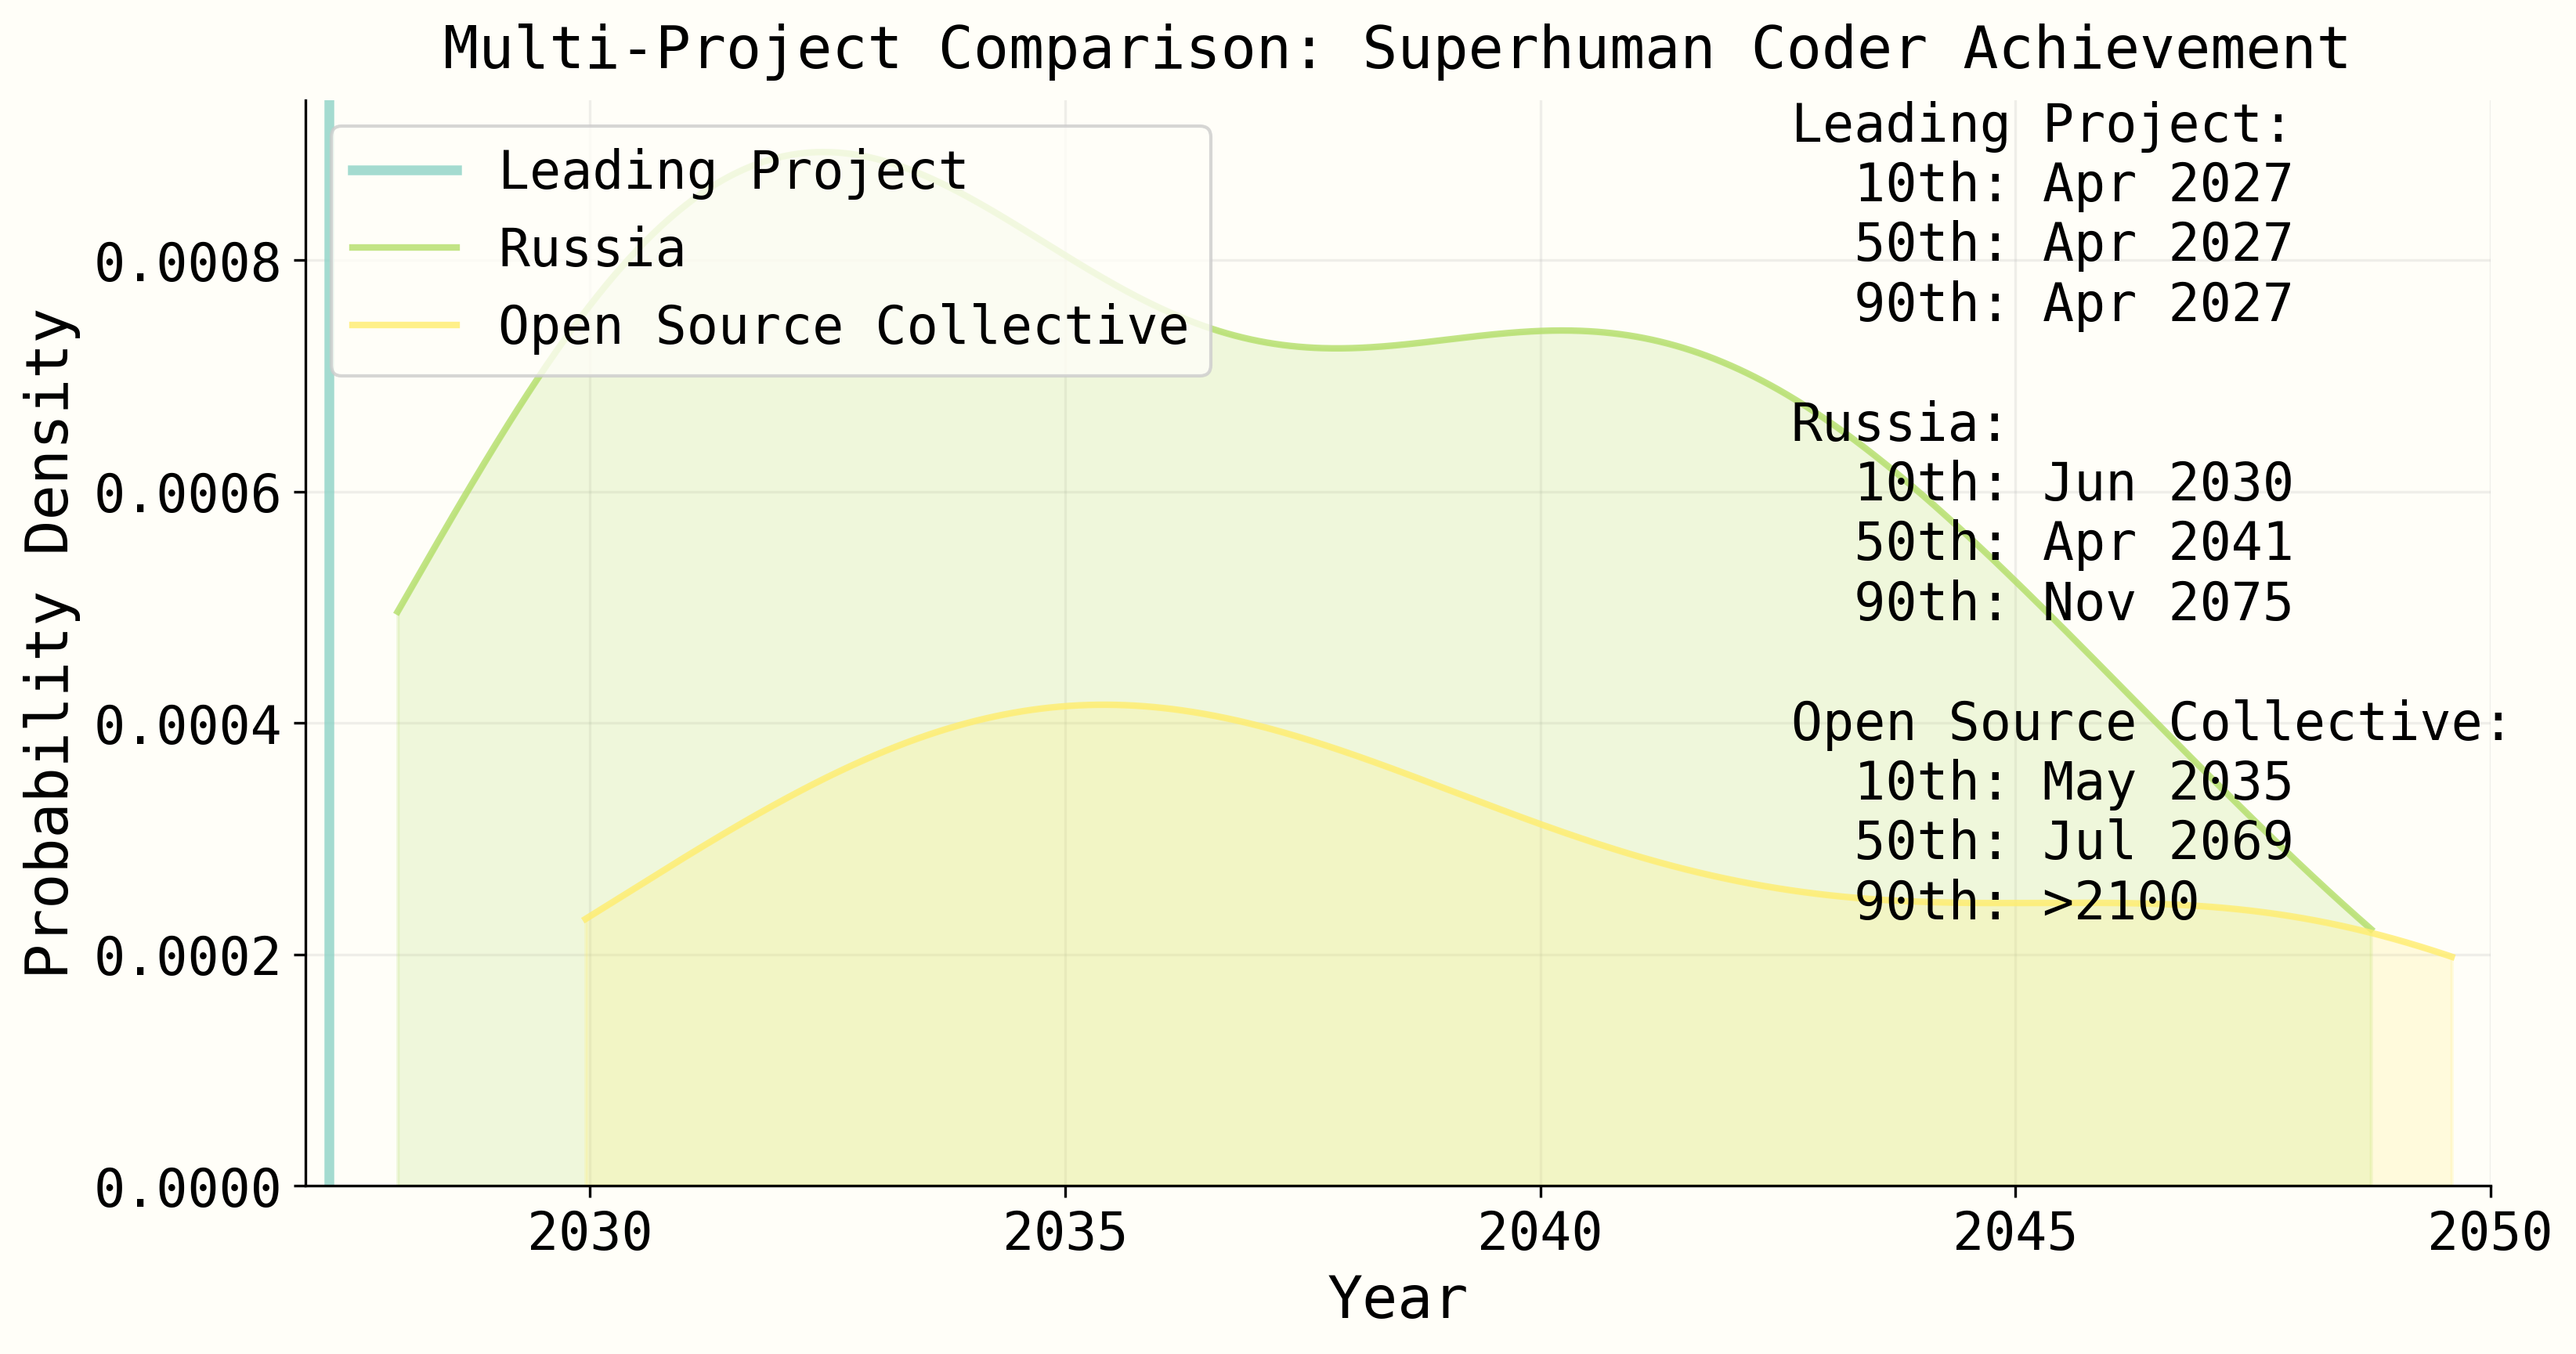 Multi-Project Comparison: Superhuman Coder Achievement
Leading Project
Russia
Open Source Collective
Leading Project:
10th: Apr 2027
50th: Apr 2027
90th: Apr 2027
Russia:
10th: Jun 2030
50th: Apr 2041
90th: Nov 2075
Open Source Collective:
10th: May 2035
50th: Jul 2069
90th: >2100
Probability Density
0.0008
0.0006
0.0004
0.0002
0.0000
2030
2035
2040
2045
2050
Year